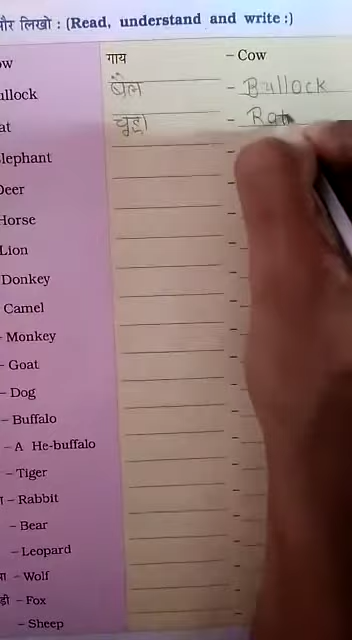 और लिखो : (Read, understand and write :)
गाय – Cow
ullock बैल – Bullock
at चूहा – Rat
lephant –
Deer –
Horse –
Lion –
Donkey –
Camel –
- Monkey –
- Goat –
- Dog –
- Buffalo –
- A He-buffalo –
- Tiger –
- Rabbit –
- Bear –
- Leopard –
- Wolf –
- Fox –
- Sheep –